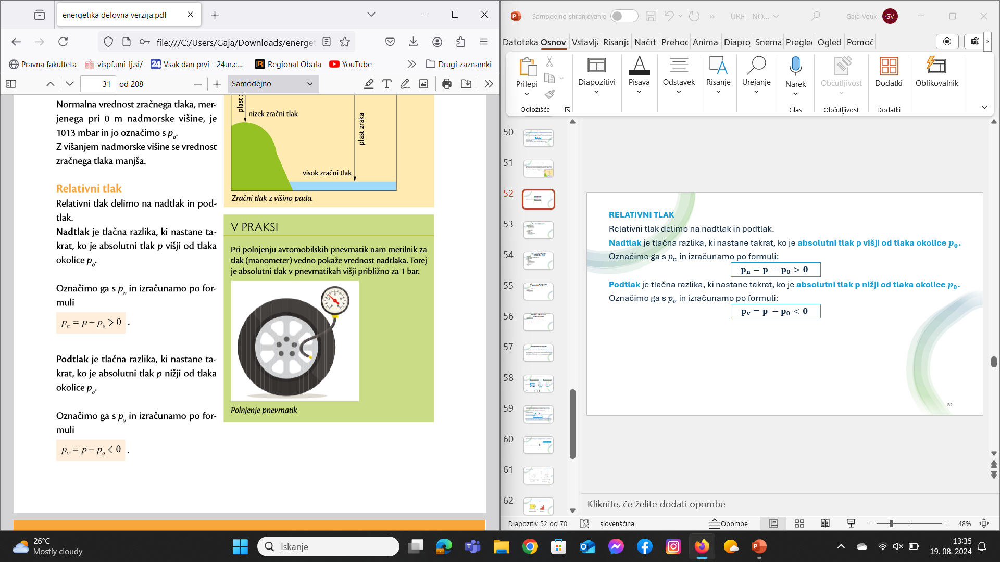 energetika delovna verzija.pdf
file:///C:/Users/Gaja/Downloads/energet
Pravna fakulteta
vispf.uni-lj.si/
24 Vsak dan prvi - 24ur.c...
Regional Obala
YouTube
Drugi zaznamki
31 od 208
Samodejno
Normalna vrednost zračnega tlaka, mer-
jenega pri 0 m nadmorske višine, je
1013 mbar in jo označimo s pₒ.
Z višanjem nadmorske višine se vrednost
zračnega tlaka manjša.
Relativni tlak
Relativni tlak delimo na nadtlak in pod-
tlak.
Nadtlak je tlačna razlika, ki nastane ta-
krat, ko je absolutni tlak p višji od tlaka
okolice pₒ.
Označimo ga s pₙ in izračunamo po for-
muli
pₙ = p – pₒ > 0 .
Podtlak je tlačna razlika, ki nastane ta-
krat, ko je absolutni tlak p nižji od tlaka
okolice pₒ.
Označimo ga s pᵥ in izračunamo po for-
muli
pᵥ = p – pₒ < 0 .
plast z
nizek zračni tlak
plast zraka
visok zračni tlak
Zračni tlak z višino pada.
V PRAKSI
Pri polnjenju avtomobilskih pnevmatik nam merilnik za
tlak (manometer) vedno pokaže vrednost nadtlaka. Torej
je absolutni tlak v pnevmatikah višji približno za 1 bar.
Polnjenje pnevmatik
Samodejno shranjevanje
URE - NO...
Gaja Vouk
GV
Datoteka Osnovn Vstavlja Risanje Načrt Prehoc Animac Diapro Snema Preglec Ogled Pomoč
Prilepi
Diapozitivi
Pisava
Odstavek
Risanje
Urejanje
Narek
Občutljivost
Dodatki
Oblikovalnik
Odložišče
Glas
Občutljivost
Dodatki
50
51
52
53
54
55
56
57
58
59
60
61
62
RELATIVNI TLAK
Relativni tlak delimo na nadtlak in podtlak.
Nadtlak je tlačna razlika, ki nastane takrat, ko je absolutni tlak p višji od tlaka okolice p₀.
Označimo ga s pₙ in izračunamo po formuli:
pₙ = p − p₀ > 0
Podtlak je tlačna razlika, ki nastane takrat, ko je absolutni tlak p nižji od tlaka okolice p₀.
Označimo ga s pᵥ in izračunamo po formuli:
pᵥ = p − p₀ < 0
52
Kliknite, če želite dodati opombe
Diapozitiv 52 od 70
slovenščina
Opombe
48%
26°C
Mostly cloudy
Iskanje
13:35
19. 08. 2024